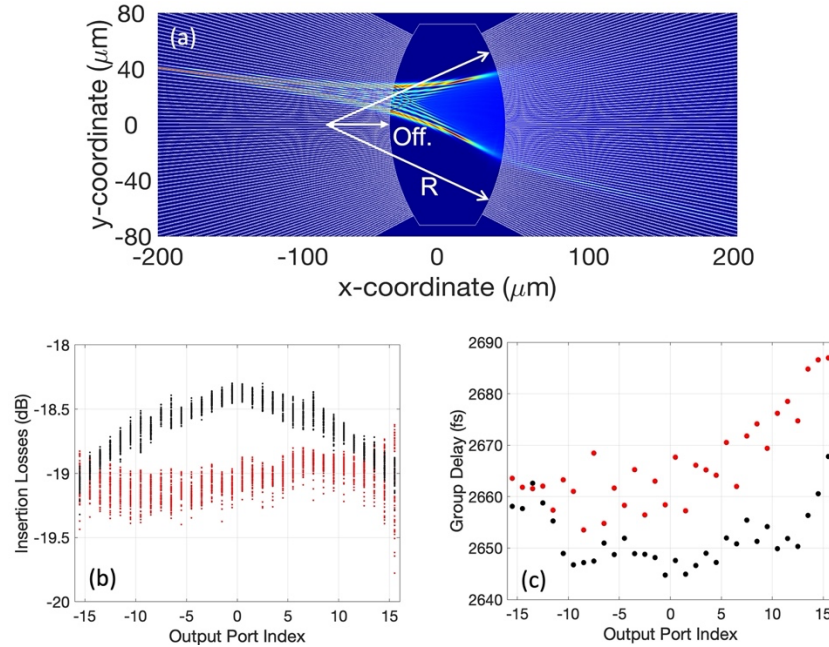 (a)
80
40
0
-40
-80
y-coordinate (μm)
Off.
R
-200 -100 0 100 200
x-coordinate (μm)
-18
-18.5
-19
-19.5
-20
Insertion Losses (dB)
(b)
-15 -10 -5 0 5 10 15
Output Port Index
2690
2680
2670
2660
2650
2640
Group Delay (fs)
(c)
-15 -10 -5 0 5 10 15
Output Port Index